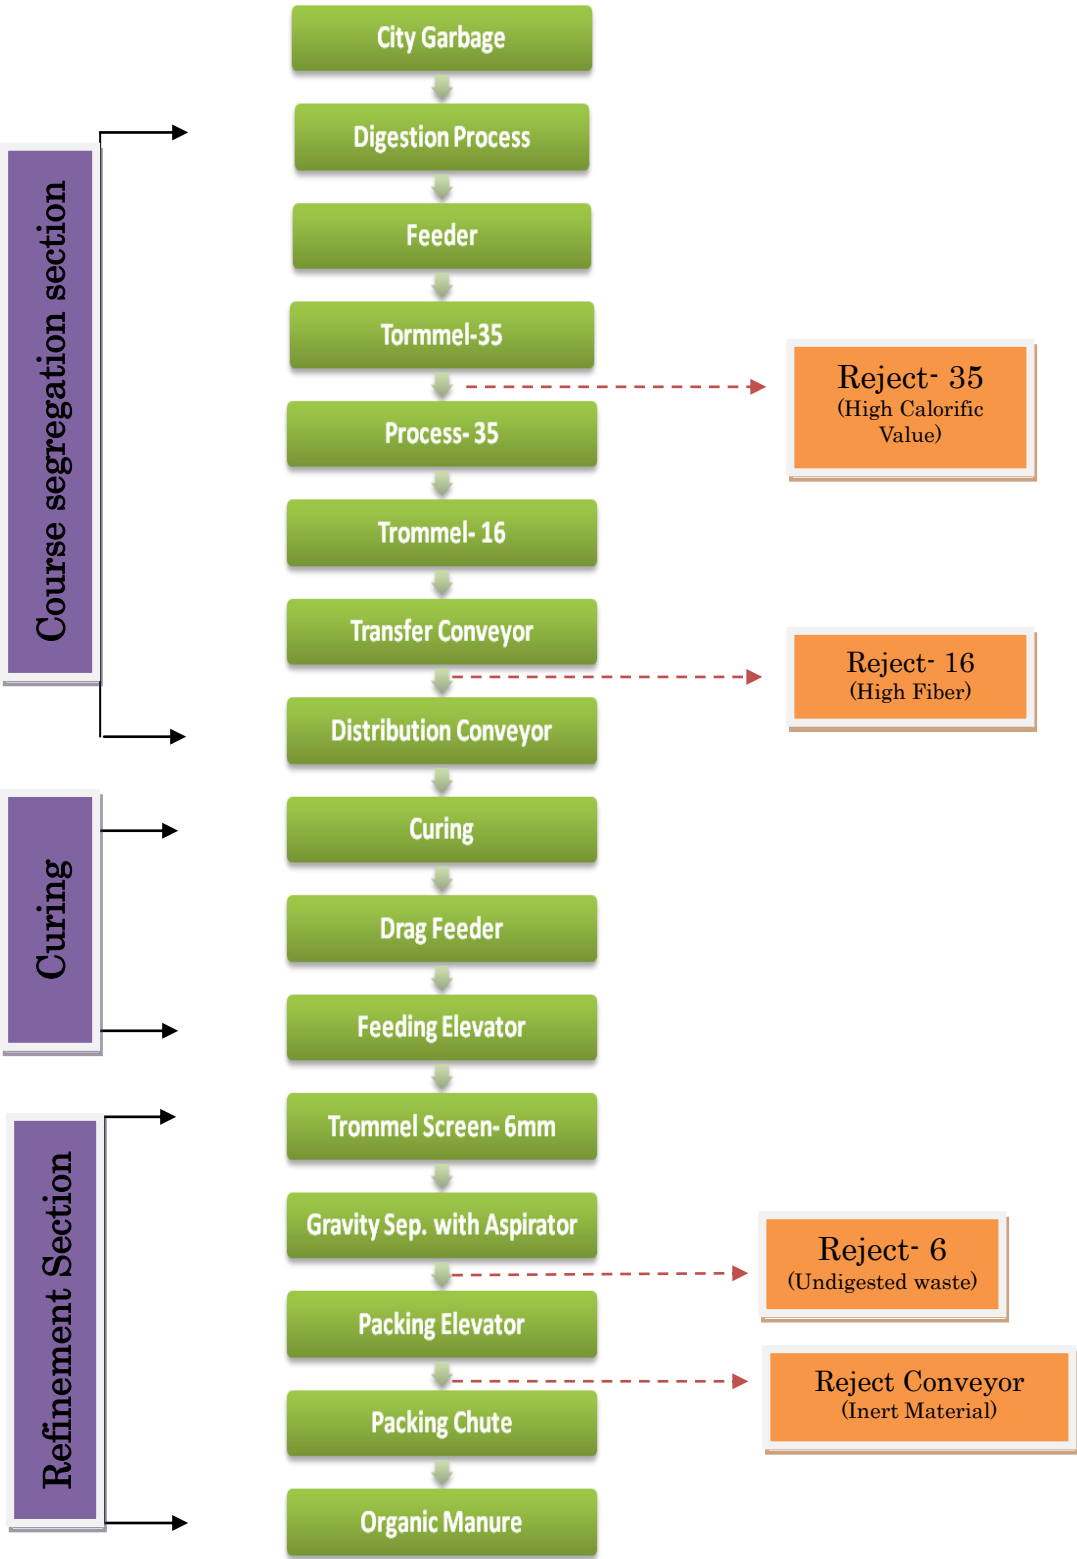 City Garbage
Digestion Process
Feeder
Tormmel-35
Process- 35
Trommel- 16
Transfer Conveyor
Distribution Conveyor
Curing
Drag Feeder
Feeding Elevator
Trommel Screen- 6mm
Gravity Sep. with Aspirator
Packing Elevator
Packing Chute
Organic Manure
Course segregation section
Curing
Refinement Section
Reject- 35
(High Calorific
Value)
Reject- 16
(High Fiber)
Reject- 6
(Undigested waste)
Reject Conveyor
(Inert Material)